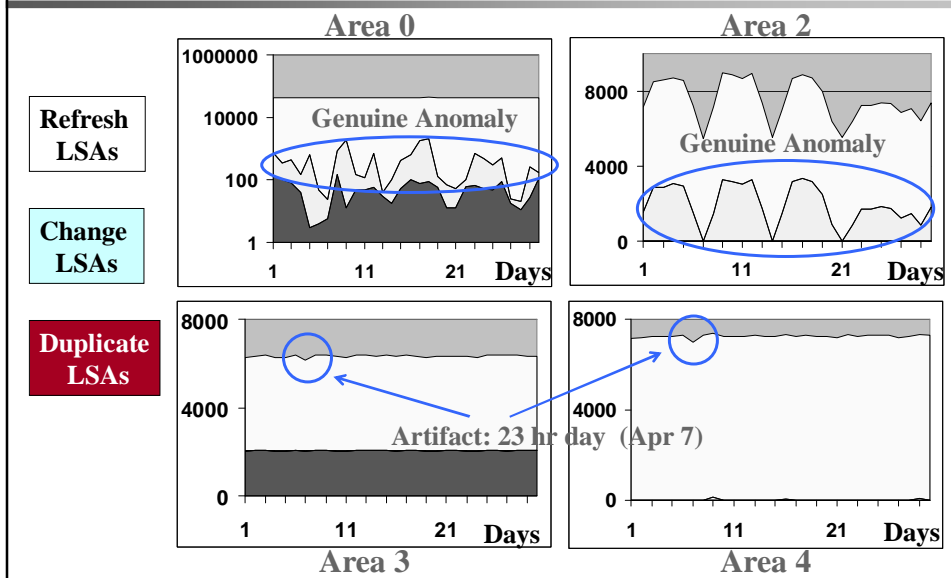 Area 0
Area 2
Refresh
LSAs
Change
LSAs
Duplicate
LSAs
1000000
10000
100
1
Genuine Anomaly
1
11
21
Days
8000
4000
0
Genuine Anomaly
1
11
21
Days
8000
4000
0
1
11
21
Days
8000
4000
0
1
11
21
Days
Artifact: 23 hr day (Apr 7)
Area 3
Area 4